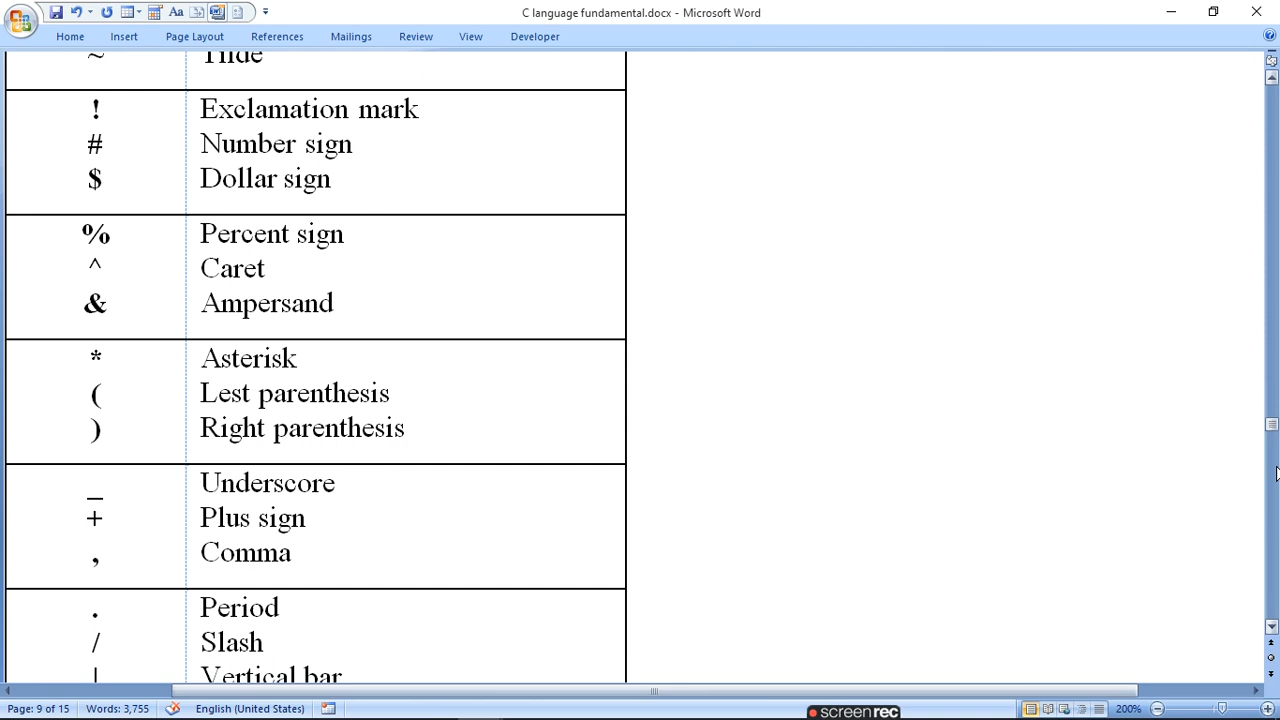 C language fundamental.docx - Microsoft Word
Home Insert Page Layout References Mailings Review View Developer
~ Tilde
! Exclamation mark
# Number sign
$ Dollar sign
% Percent sign
^ Caret
& Ampersand
* Asterisk
( Lest parenthesis
) Right parenthesis
_ Underscore
+ Plus sign
, Comma
. Period
/ Slash
| Vertical bar
Page: 9 of 15 Words: 3,755 English (United States) screenrec 200%